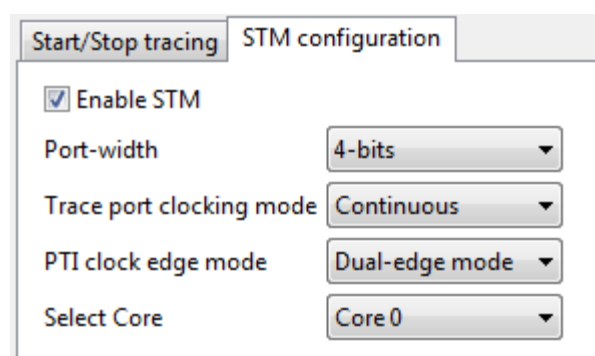 Start/Stop tracing STM configuration
Enable STM
Port-width 4-bits
Trace port clocking mode Continuous
PTI clock edge mode Dual-edge mode
Select Core Core 0